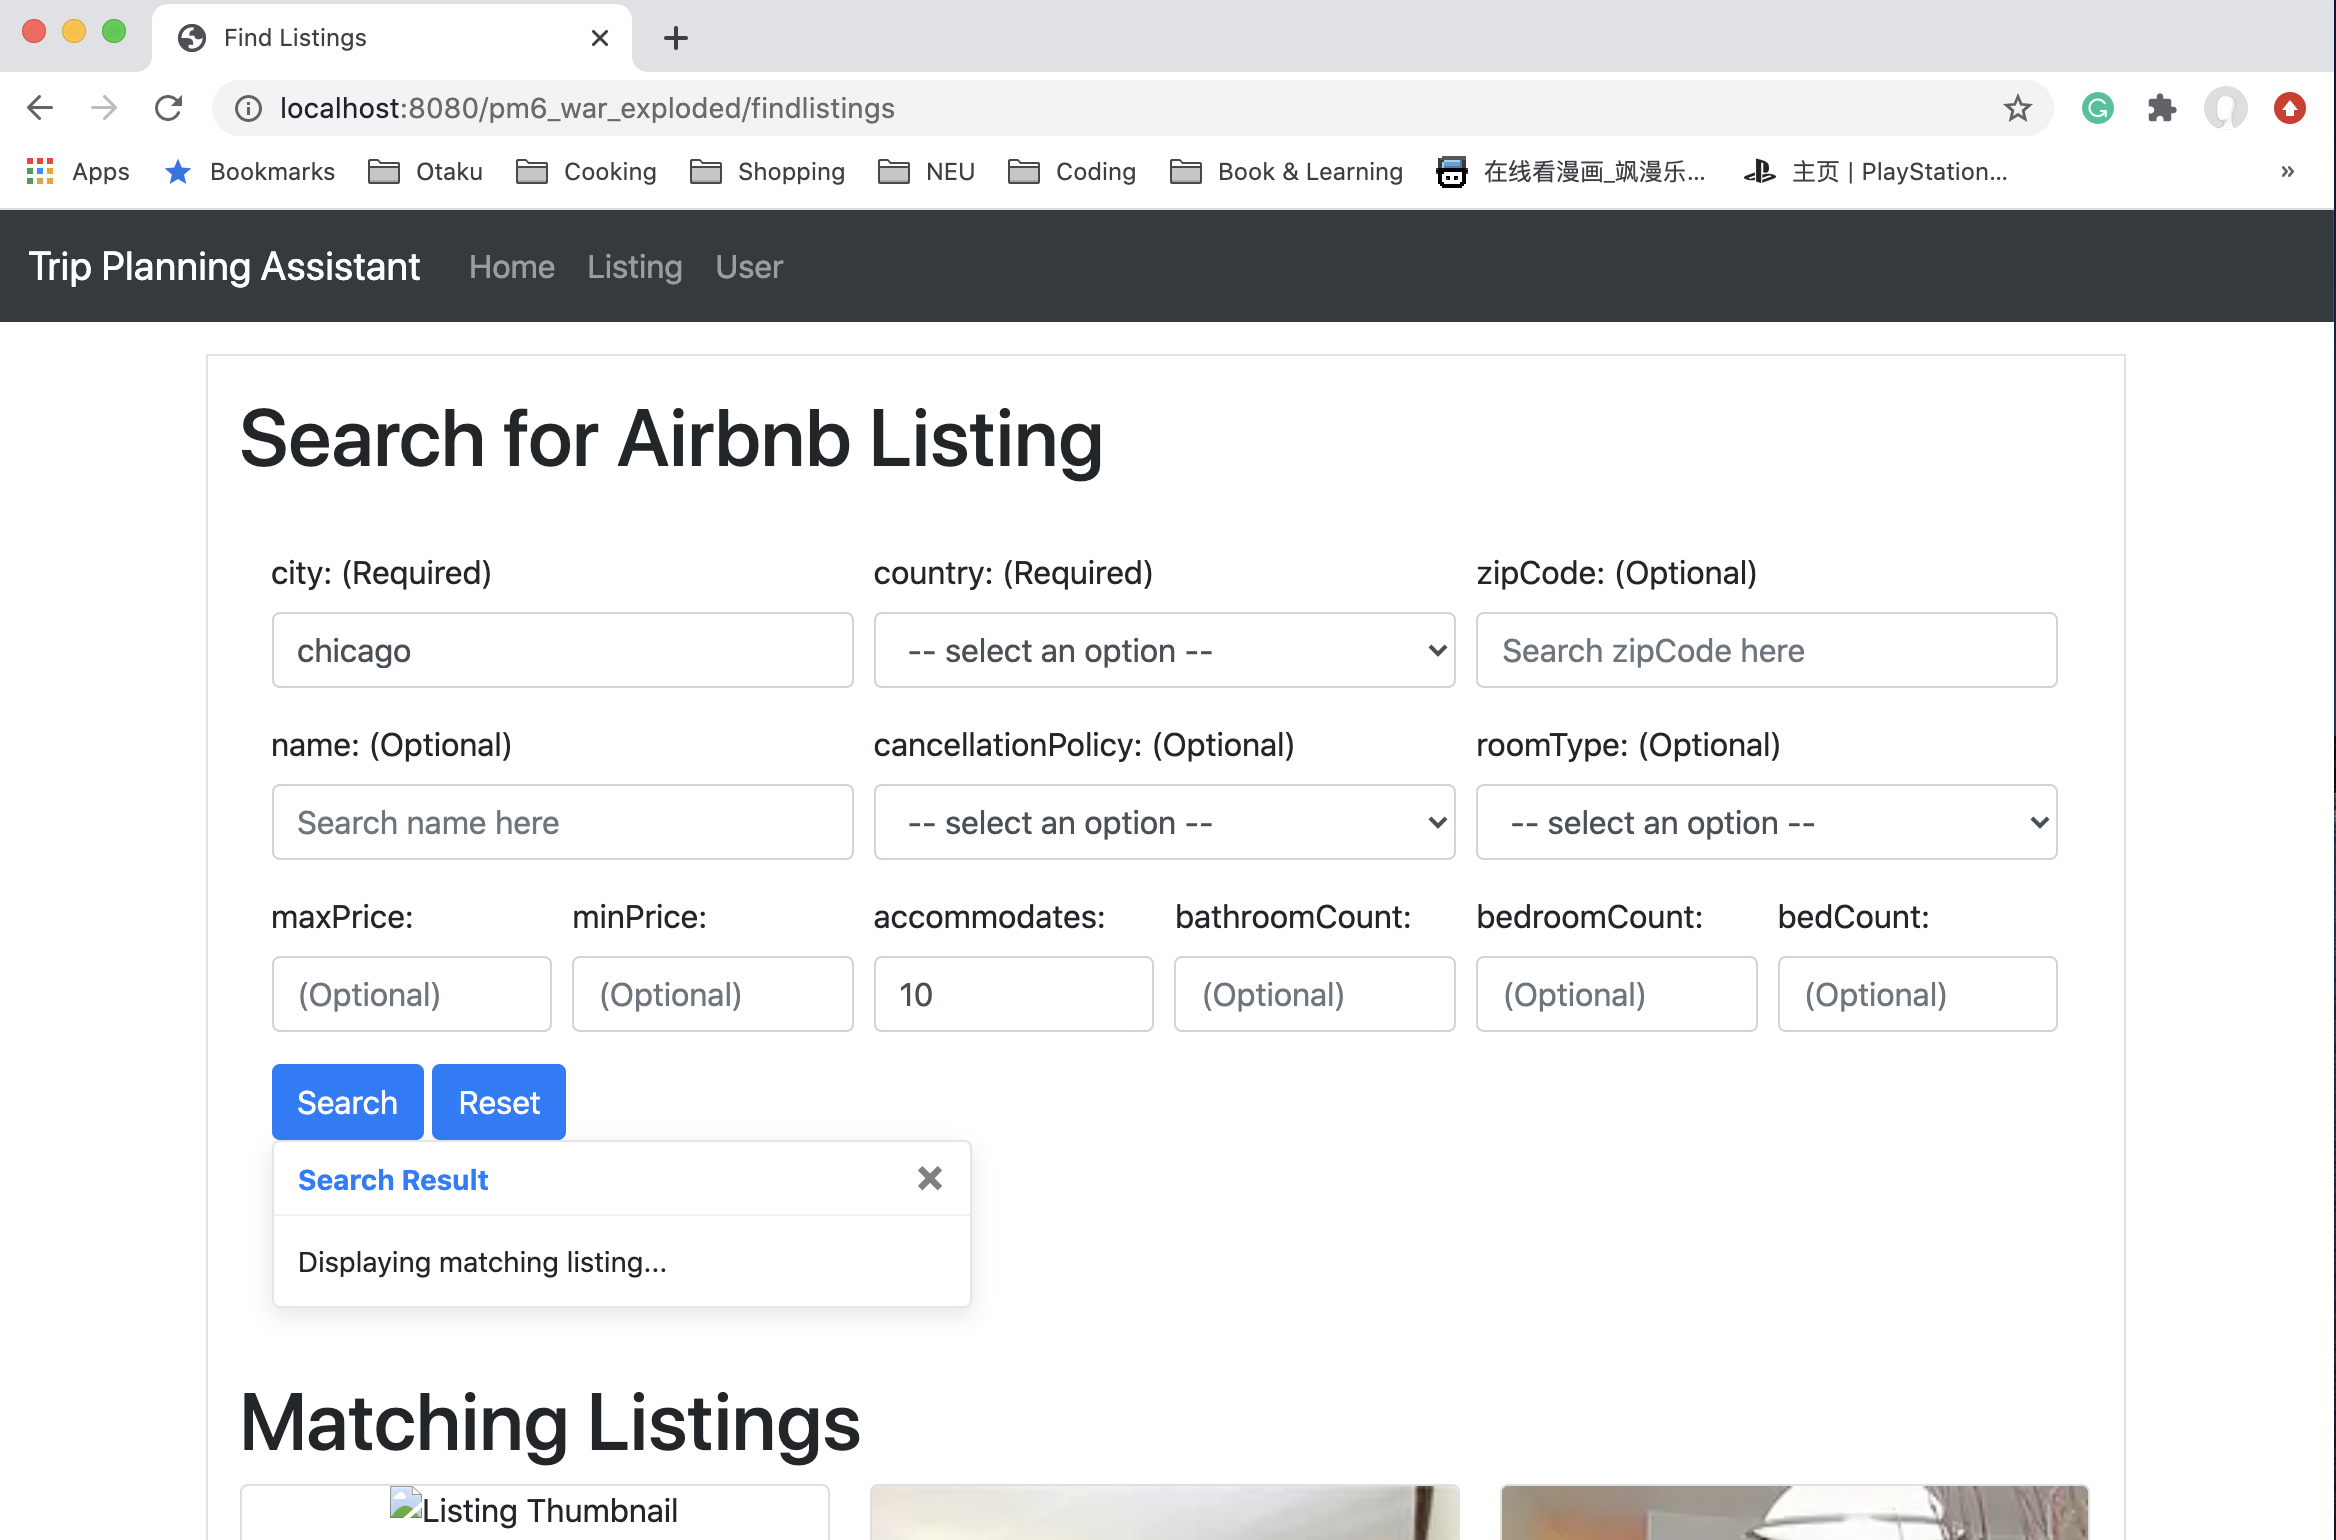 Find Listings
localhost:8080/pm6_war_exploded/findlistings
Apps Bookmarks Otaku Cooking Shopping NEU Coding Book & Learning 在线看漫画_飒漫乐... 主页 | PlayStation... »
Trip Planning Assistant Home Listing User
Search for Airbnb Listing
city: (Required) country: (Required) zipCode: (Optional)
chicago -- select an option -- Search zipCode here
name: (Optional) cancellationPolicy: (Optional) roomType: (Optional)
Search name here -- select an option -- -- select an option --
maxPrice: minPrice: accommodates: bathroomCount: bedroomCount: bedCount:
(Optional) (Optional) 10 (Optional) (Optional) (Optional)
Search Reset
Search Result
Displaying matching listing...
Matching Listings
Listing Thumbnail